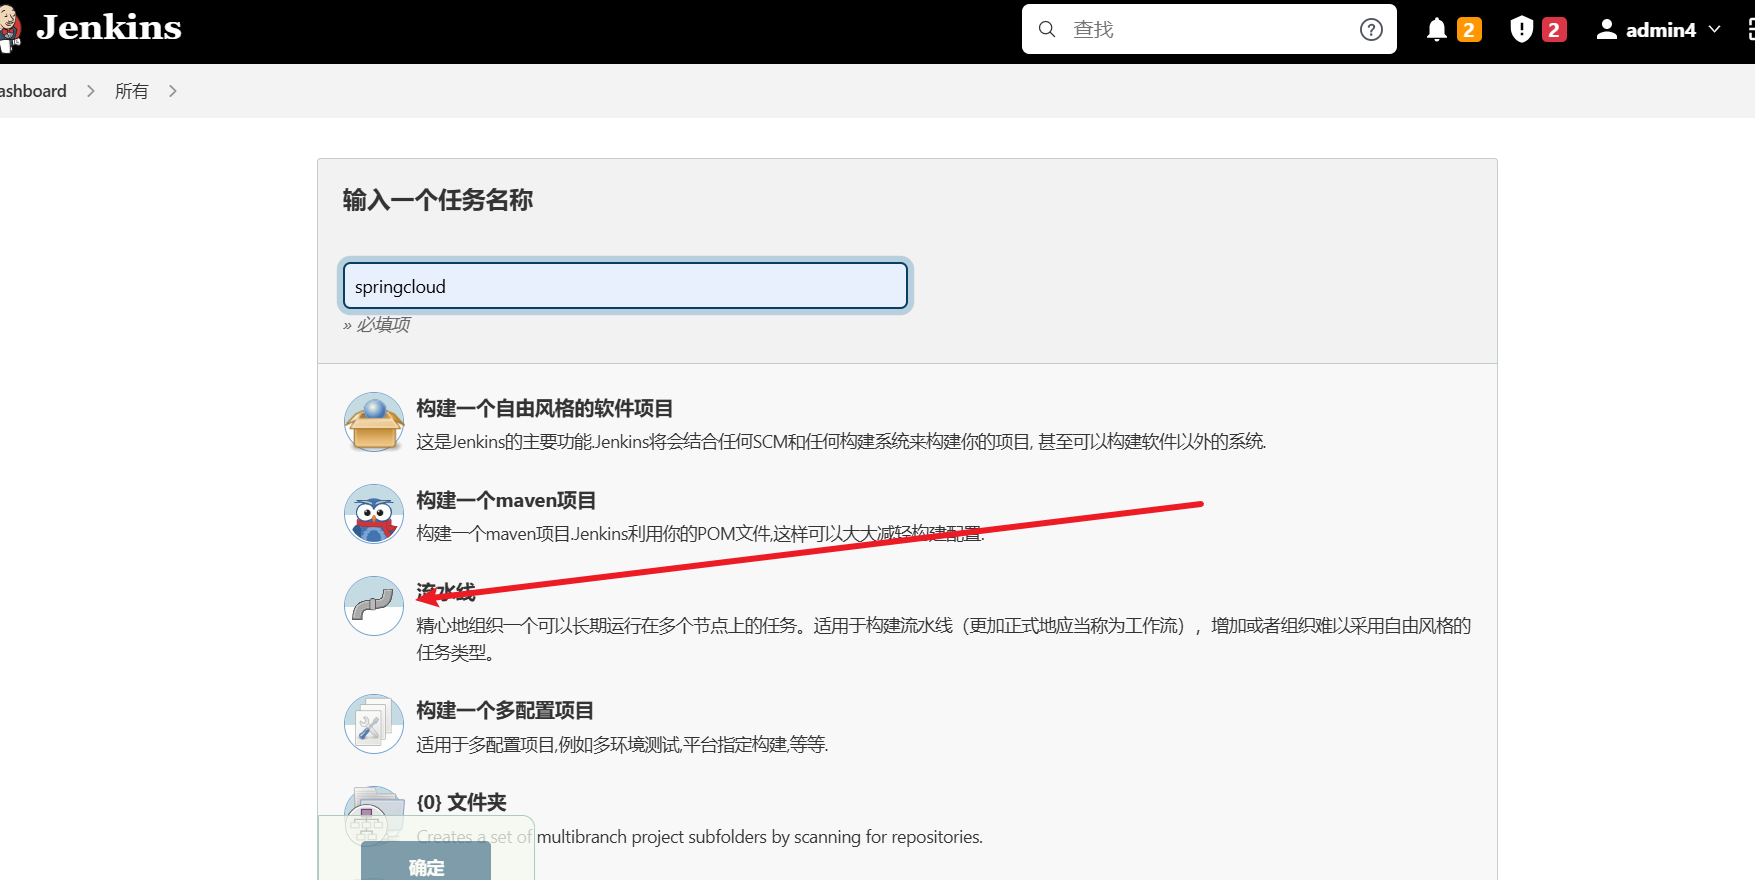 Jenkins
查找
2
2
admin4
ashboard
所有
输入一个任务名称
springcloud
» 必填项
构建一个自由风格的软件项目
这是Jenkins的主要功能.Jenkins将会结合任何SCM和任何构建系统来构建你的项目, 甚至可以构建软件以外的系统.
构建一个maven项目
构建一个maven项目.Jenkins利用你的POM文件,这样可以大大减轻构建配置.
流水线
精心地组织一个可以长期运行在多个节点上的任务。适用于构建流水线（更加正式地应当称为工作流），增加或者组织难以采用自由风格的
任务类型。
构建一个多配置项目
适用于多配置项目,例如多环境测试,平台指定构建,等等.
{0} 文件夹
Creates a set of multibranch project subfolders by scanning for repositories.
确定